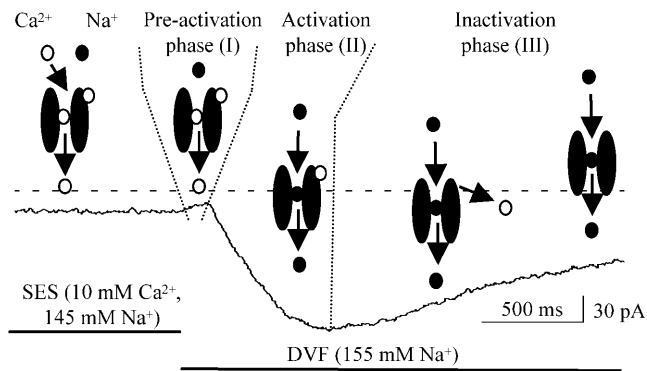 Ca²⁺ Na⁺ Pre-activation Activation Inactivation
phase (I) phase (II) phase (III)
SES (10 mM Ca²⁺,
145 mM Na⁺)
500 ms 30 pA
DVF (155 mM Na⁺)